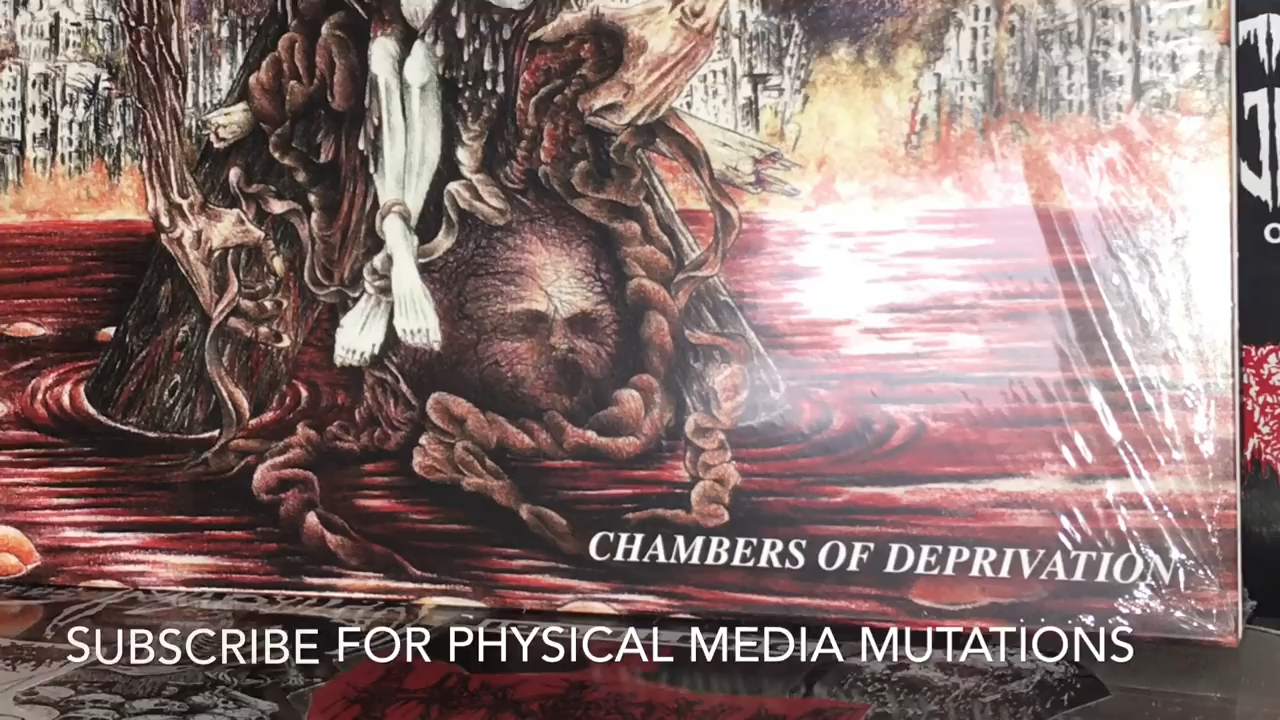 CHAMBERS OF DEPRIVATION
SUBSCRIBE FOR PHYSICAL MEDIA MUTATIONS